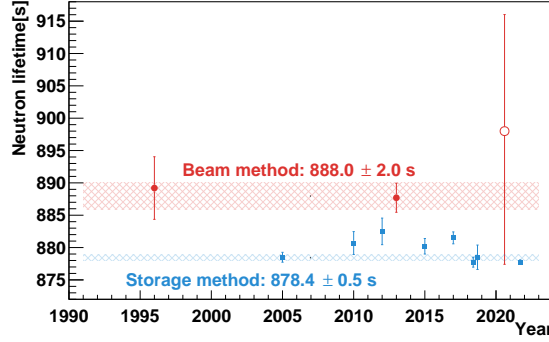 Neutron lifetime[s]
915
910
905
900
895
890
885
880
875
Beam method: 888.0 ± 2.0 s
Storage method: 878.4 ± 0.5 s
1990 1995 2000 2005 2010 2015 2020
Year